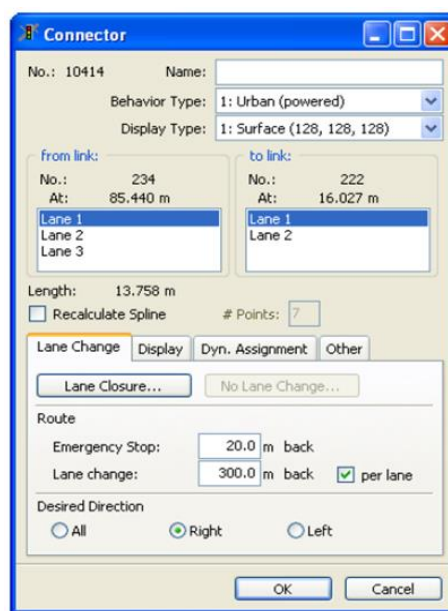 Connector
No.: 10414 Name:
Behavior Type: 1: Urban (powered)
Display Type: 1: Surface (128, 128, 128)
from link: to link:
No.: 234 No.: 222
At: 85.440 m At: 16.027 m
Lane 1 Lane 1
Lane 2 Lane 2
Lane 3
Length: 13.758 m
Recalculate Spline # Points: 7
Lane Change Display Dyn. Assignment Other
Lane Closure... No Lane Change...
Route
Emergency Stop: 20.0 m back
Lane change: 300.0 m back per lane
Desired Direction
All Right Left
OK Cancel